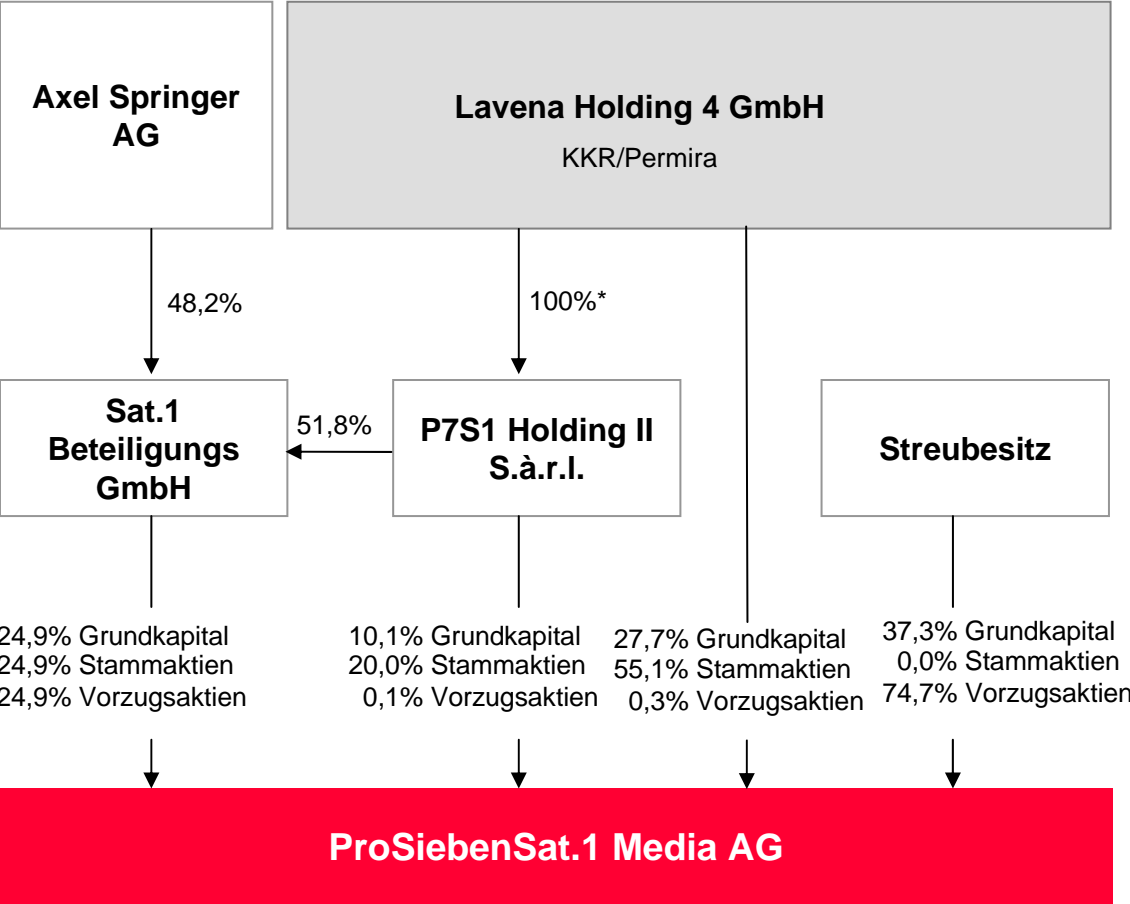 Axel Springer
AG
Lavena Holding 4 GmbH
KKR/Permira
48,2%
100%*
Sat.1
Beteiligungs
GmbH
51,8%
P7S1 Holding II
S.à.r.l.
Streubesitz
24,9% Grundkapital
24,9% Stammaktien
24,9% Vorzugsaktien
10,1% Grundkapital
20,0% Stammaktien
0,1% Vorzugsaktien
27,7% Grundkapital
55,1% Stammaktien
0,3% Vorzugsaktien
37,3% Grundkapital
0,0% Stammaktien
74,7% Vorzugsaktien
ProSiebenSat.1 Media AG